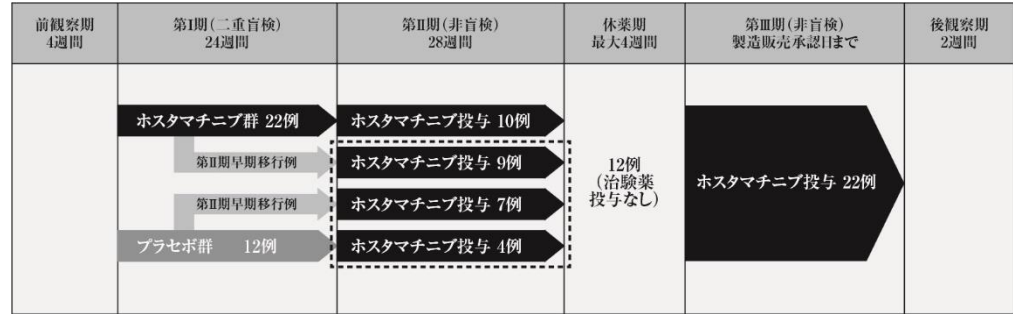 前観察期
4週間
第Ⅰ期(二重盲検)
24週間
第Ⅱ期(非盲検)
28週間
休薬期
最大4週間
第Ⅲ期(非盲検)
製造販売承認日まで
後観察期
2週間
ホスタマチニブ群 22例
ホスタマチニブ投与 10例
第Ⅱ期早期移行例
ホスタマチニブ投与 9例
第Ⅱ期早期移行例
ホスタマチニブ投与 7例
プラセボ群 12例
ホスタマチニブ投与 4例
12例
(治験薬
投与なし)
ホスタマチニブ投与 22例